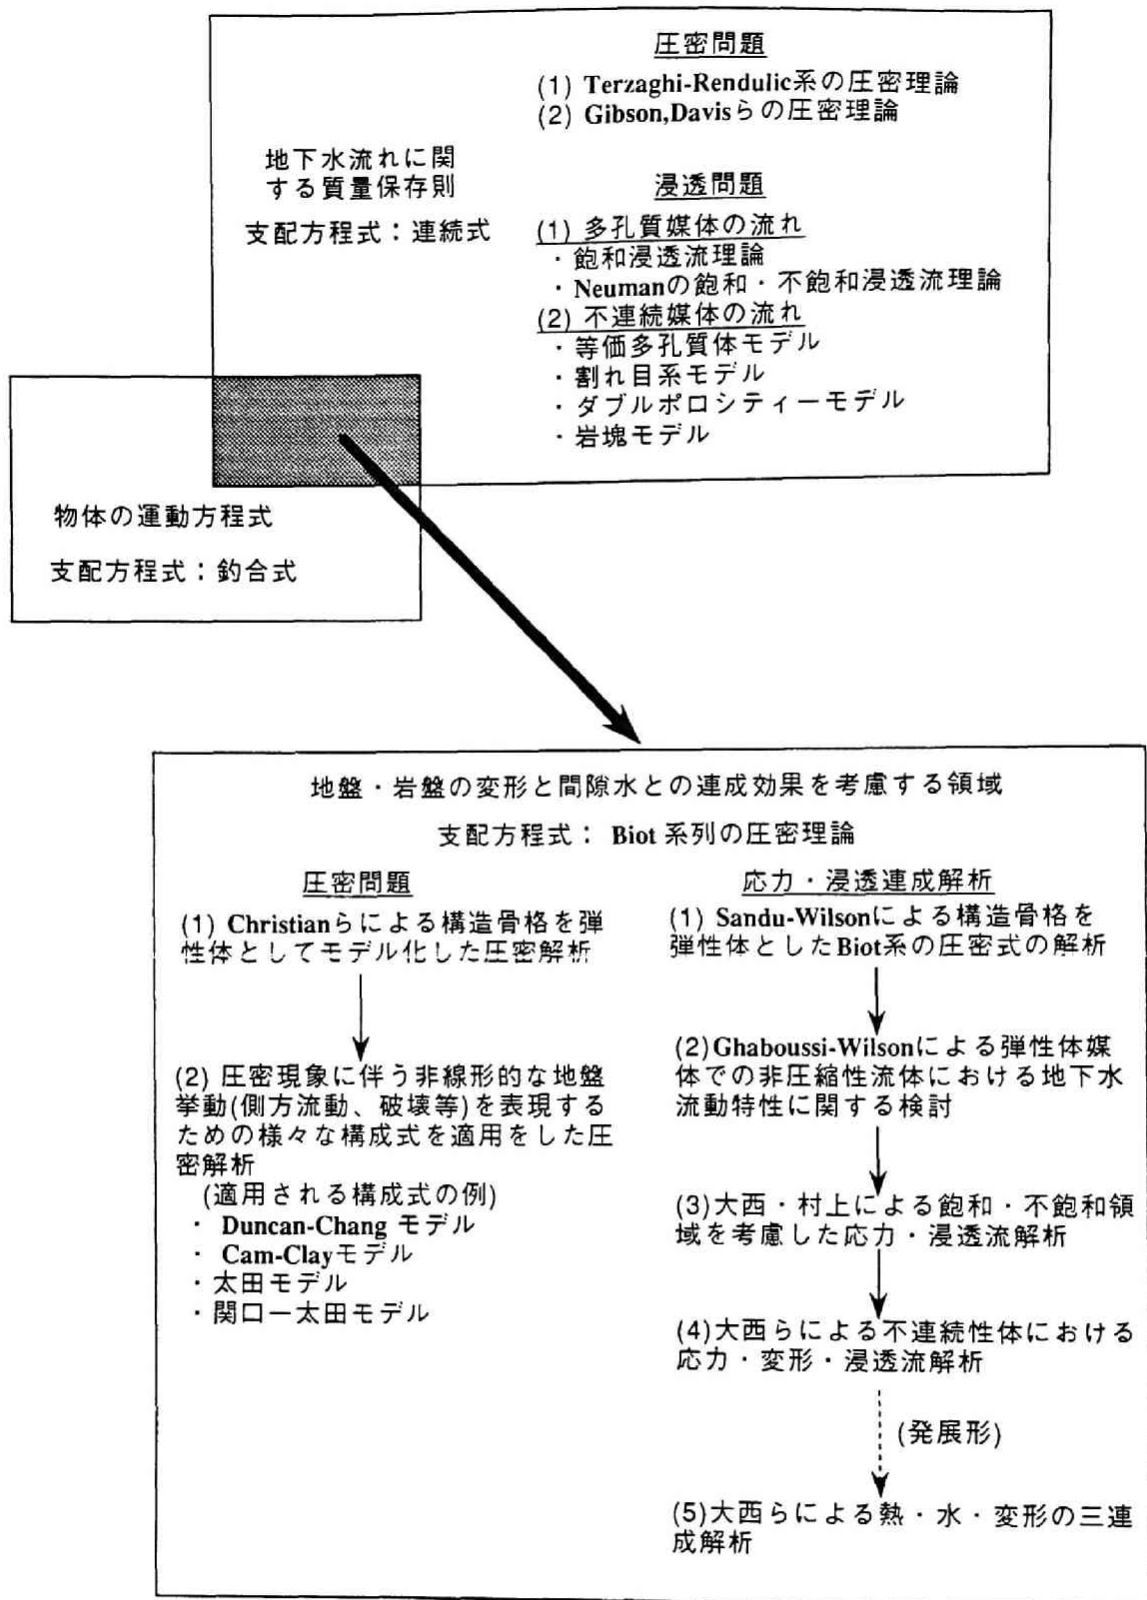 圧密問題
(1) Terzaghi-Rendulic系の圧密理論
(2) Gibson,Davisらの圧密理論
地下水流れに関
する質量保存則
支配方程式：連続式
浸透問題
(1) 多孔質媒体の流れ
・飽和浸透流理論
・Neumanの飽和・不飽和浸透流理論
(2) 不連続媒体の流れ
・等価多孔質体モデル
・割れ目系モデル
・ダブルポロシティーモデル
・岩塊モデル
物体の運動方程式
支配方程式：釣合式
地盤・岩盤の変形と間隙水との連成効果を考慮する領域
支配方程式： Biot 系列の圧密理論
圧密問題
(1) Christianらによる構造骨格を弾
性体としてモデル化した圧密解析
(2) 圧密現象に伴う非線形的な地盤
挙動(側方流動、破壊等)を表現する
ための様々な構成式を適用をした圧
密解析
(適用される構成式の例)
・ Duncan-Chang モデル
・ Cam-Clayモデル
・太田モデル
・関口ー太田モデル
応力・浸透連成解析
(1) Sandu-Wilsonによる構造骨格を
弾性体としたBiot系の圧密式の解析
(2)Ghaboussi-Wilsonによる弾性体媒
体での非圧縮性流体における地下水
流動特性に関する検討
(3)大西・村上による飽和・不飽和領
域を考慮した応力・浸透流解析
(4)大西らによる不連続性体における
応力・変形・浸透流解析
(発展形)
(5)大西らによる熱・水・変形の三連
成解析